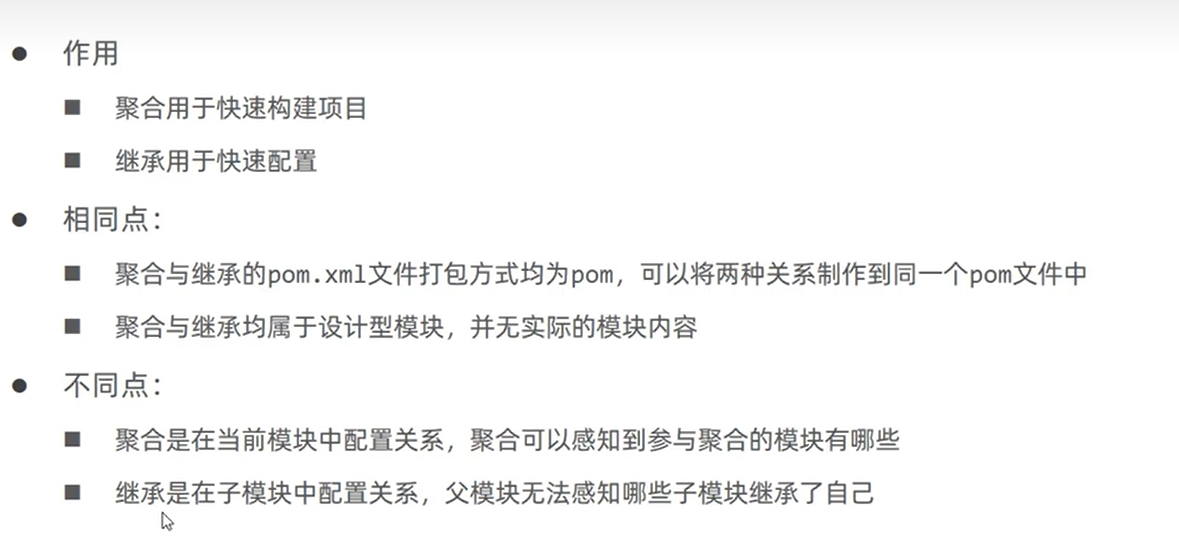 作用
聚合用于快速构建项目
继承用于快速配置
相同点：
聚合与继承的pom.xml文件打包方式均为pom，可以将两种关系制作到同一个pom文件中
聚合与继承均属于设计型模块，并无实际的模块内容
不同点：
聚合是在当前模块中配置关系，聚合可以感知到参与聚合的模块有哪些
继承是在子模块中配置关系，父模块无法感知哪些子模块继承了自己